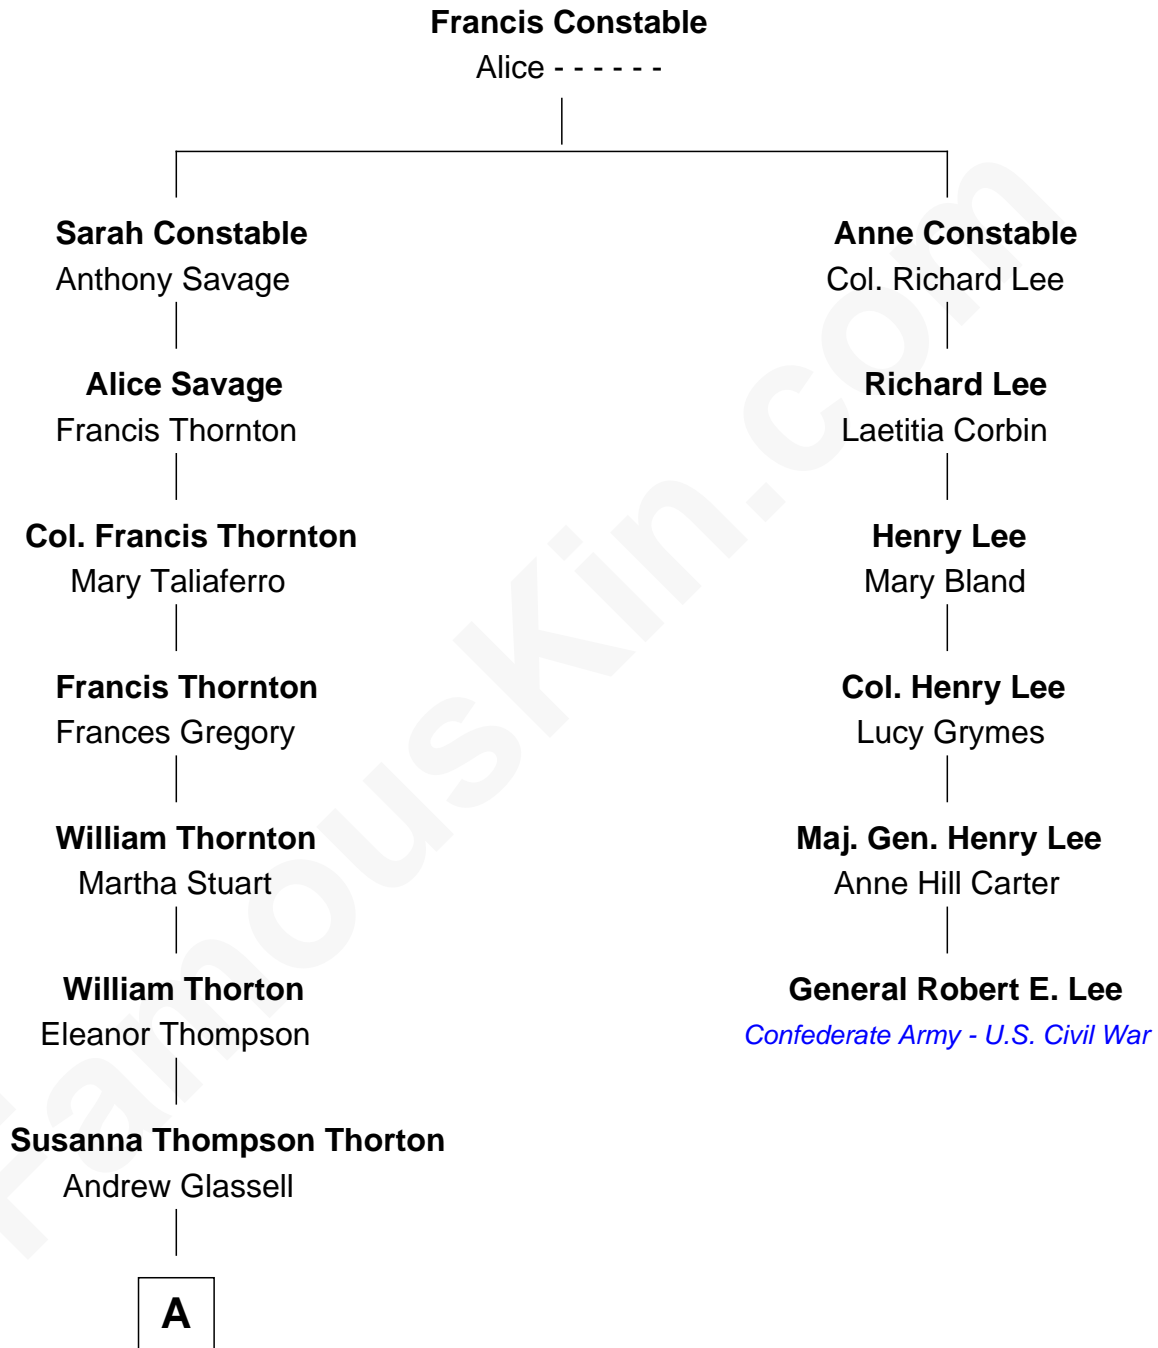 Francis Constable
Alice - - - - - -
Sarah Constable
Anthony Savage
Anne Constable
Col. Richard Lee
Alice Savage
Francis Thornton
Richard Lee
Laetitia Corbin
Col. Francis Thornton
Mary Taliaferro
Henry Lee
Mary Bland
Francis Thornton
Frances Gregory
Col. Henry Lee
Lucy Grymes
William Thornton
Martha Stuart
Maj. Gen. Henry Lee
Anne Hill Carter
William Thorton
Eleanor Thompson
General Robert E. Lee
Confederate Army - U.S. Civil War
Susanna Thompson Thorton
Andrew Glassell
A
FamousKin.com